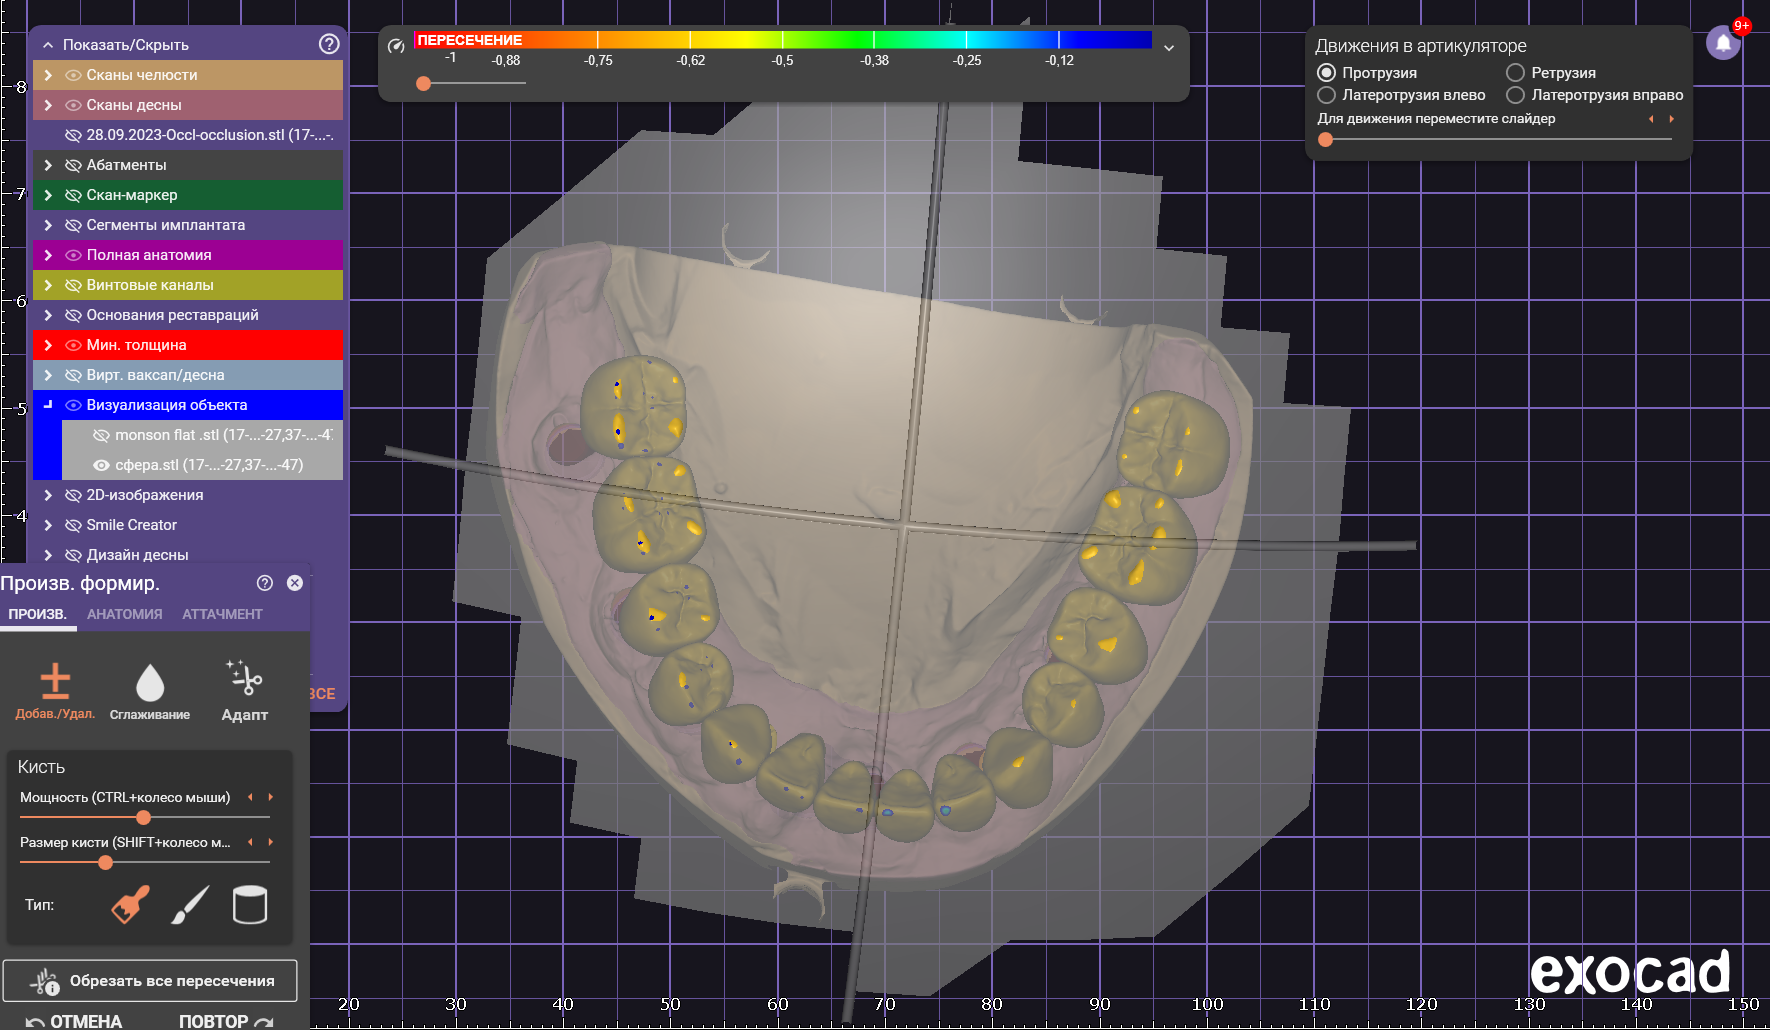 Показать/Скрыть
Сканы челюсти
Сканы десны
28.09.2023-Occl-occlusion.stl (17-...-.
Абатменты
Скан-маркер
Сегменты имплантата
Полная анатомия
Винтовые каналы
Основания реставраций
Мин. толщина
Вирт. ваксап/десна
Визуализация объекта
monson flat .stl (17-...-27,37-...-47
сфера.stl (17-...-27,37-...-47)
2D-изображения
Smile Creator
Дизайн десны
ВСЕ
ПЕРЕСЕЧЕНИЕ
-1 -0,88 -0,75 -0,62 -0,5 -0,38 -0,25 -0,12
Движения в артикуляторе
Протрузия Ретрузия
Латеротрузия влево Латеротрузия вправо
Для движения переместите слайдер
9+
Произв. формир.
ПРОИЗВ. АНАТОМИЯ АТТАЧМЕНТ
Добав./Удал. Сглаживание Адапт
Кисть
Мощность (CTRL+колесо мыши)
Размер кисти (SHIFT+колесо м...
Тип:
Обрезать все пересечения
ОТМЕНА ПОВТОР
8
7
6
5
4
20 30 40 50 60 70 80 90 100 110 120 130 140 150
exocad